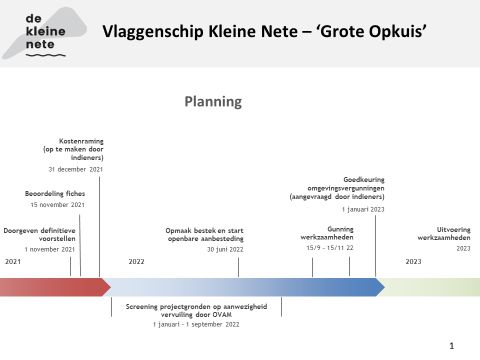 de
kleine
nete
Vlaggenschip Kleine Nete – ‘Grote Opkuis’
Planning
Kostenraming
(op te maken door
indieners)
31 december 2021
Beoordeling fiches
15 november 2021
Doorgeven definitieve
voorstellen
1 november 2021
2021
2022
Opmaak bestek en start
openbare aanbesteding
30 juni 2022
Goedkeuring
omgevingsvergunningen
(aangevraagd door indieners)
1 januari 2023
Gunning
werkzaamheden
15/9 - 15/11 22
Uitvoering
werkzaamheden
2023
2023
Screening projectgronden op aanwezigheid
vervuiling door OVAM
1 januari - 1 september 2022
1